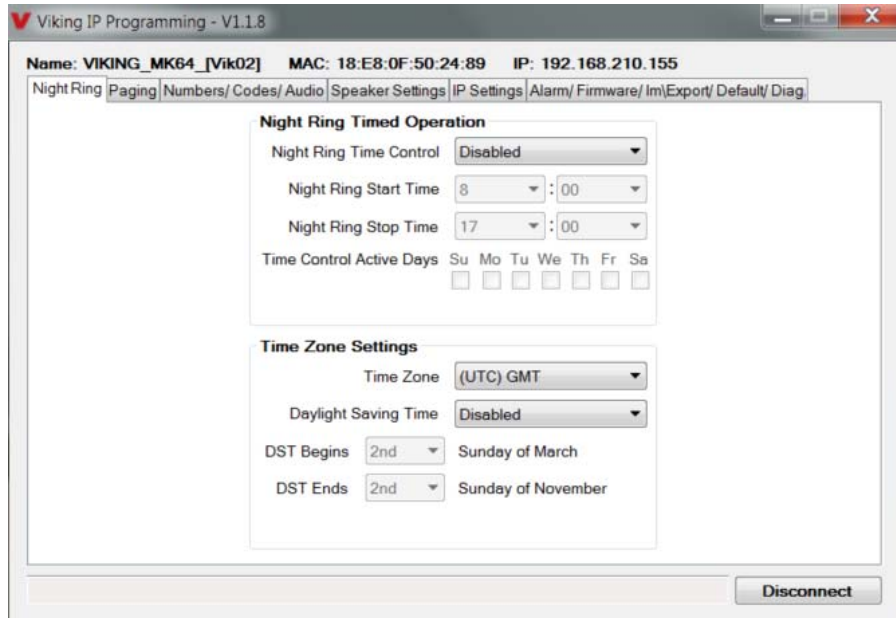 Viking IP Programming - V1.1.8
Name: VIKING_MK64_[Vik02] MAC: 18:E8:0F:50:24:89 IP: 192.168.210.155
Night Ring Paging Numbers/ Codes/ Audio Speaker Settings IP Settings Alarm/ Firmware/ Im\Export/ Default/ Diag.
Night Ring Timed Operation
Night Ring Time Control Disabled
Night Ring Start Time 8 : 00
Night Ring Stop Time 17 : 00
Time Control Active Days Su Mo Tu We Th Fr Sa
Time Zone Settings
Time Zone (UTC) GMT
Daylight Saving Time Disabled
DST Begins 2nd Sunday of March
DST Ends 2nd Sunday of November
Disconnect